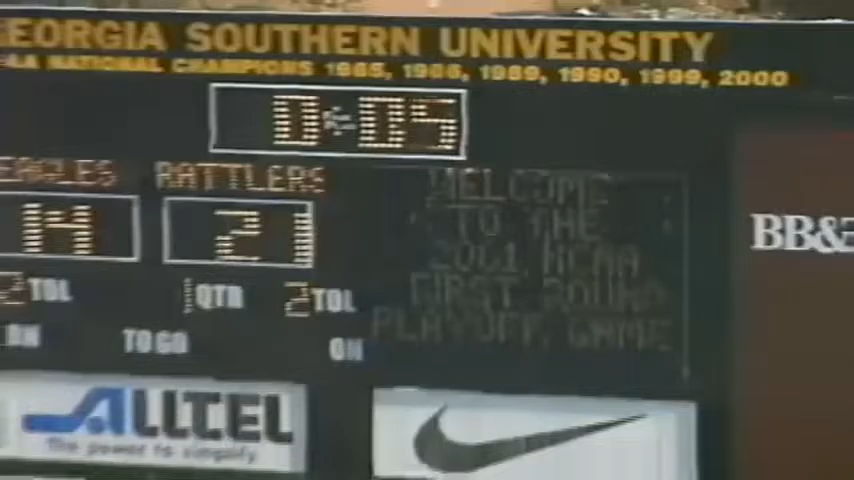 GEORGIA SOUTHERN UNIVERSITY
NATIONAL CHAMPIONS 1985, 1986, 1989, 1990, 1999, 2000
0:05
EAGLES RATTLERS
14 21
2 TOL 1 QTR 2 TOL
TO GO
WELCOME
TO THE
2001 NCAA
FIRST ROUND
PLAYOFF GAME
BB&
ALLTEL
The power to simplify